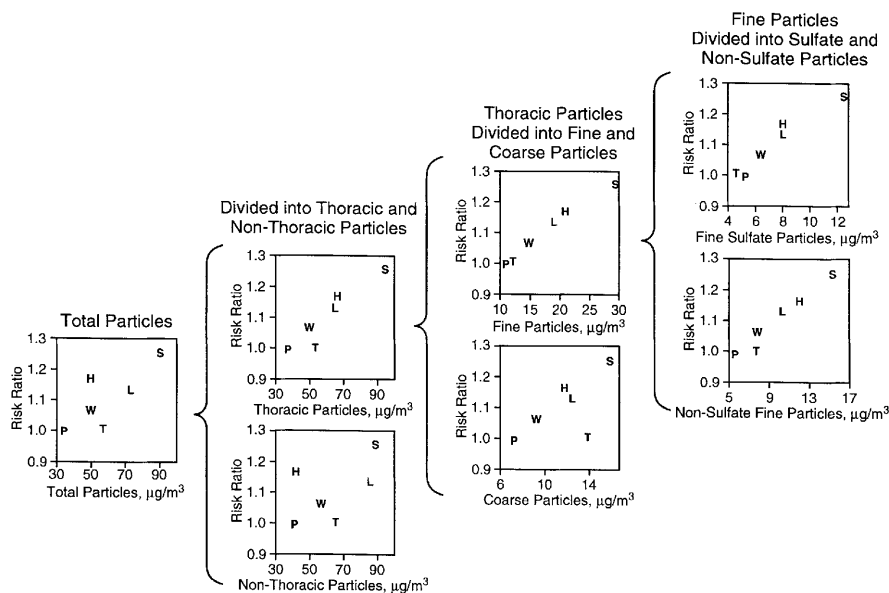 Total Particles
Risk Ratio
1.3
1.2
1.1
1.0
0.9
S
H
L
W
P
T
30
50
70
90
Total Particles, µg/m³
Divided into Thoracic and
Non-Thoracic Particles
Risk Ratio
1.3
1.2
1.1
1.0
0.9
S
H
L
W
P
T
30
50
70
90
Thoracic Particles, µg/m³
Risk Ratio
1.3
1.2
1.1
1.0
0.9
S
H
L
W
P
T
30
50
70
90
Non-Thoracic Particles, µg/m³
Thoracic Particles
Divided into Fine and
Coarse Particles
Risk Ratio
1.3
1.2
1.1
1.0
0.9
S
H
L
W
P
T
10
15
20
25
30
Fine Particles, µg/m³
Risk Ratio
1.3
1.2
1.1
1.0
0.9
S
H
L
W
P
T
6
10
14
Coarse Particles, µg/m³
Fine Particles
Divided into Sulfate and
Non-Sulfate Particles
Risk Ratio
1.3
1.2
1.1
1.0
0.9
S
H
L
W
T
P
4
6
8
10
12
Fine Sulfate Particles, µg/m³
Risk Ratio
1.3
1.2
1.1
1.0
0.9
S
H
L
W
P
T
5
9
13
17
Non-Sulfate Fine Particles, µg/m³